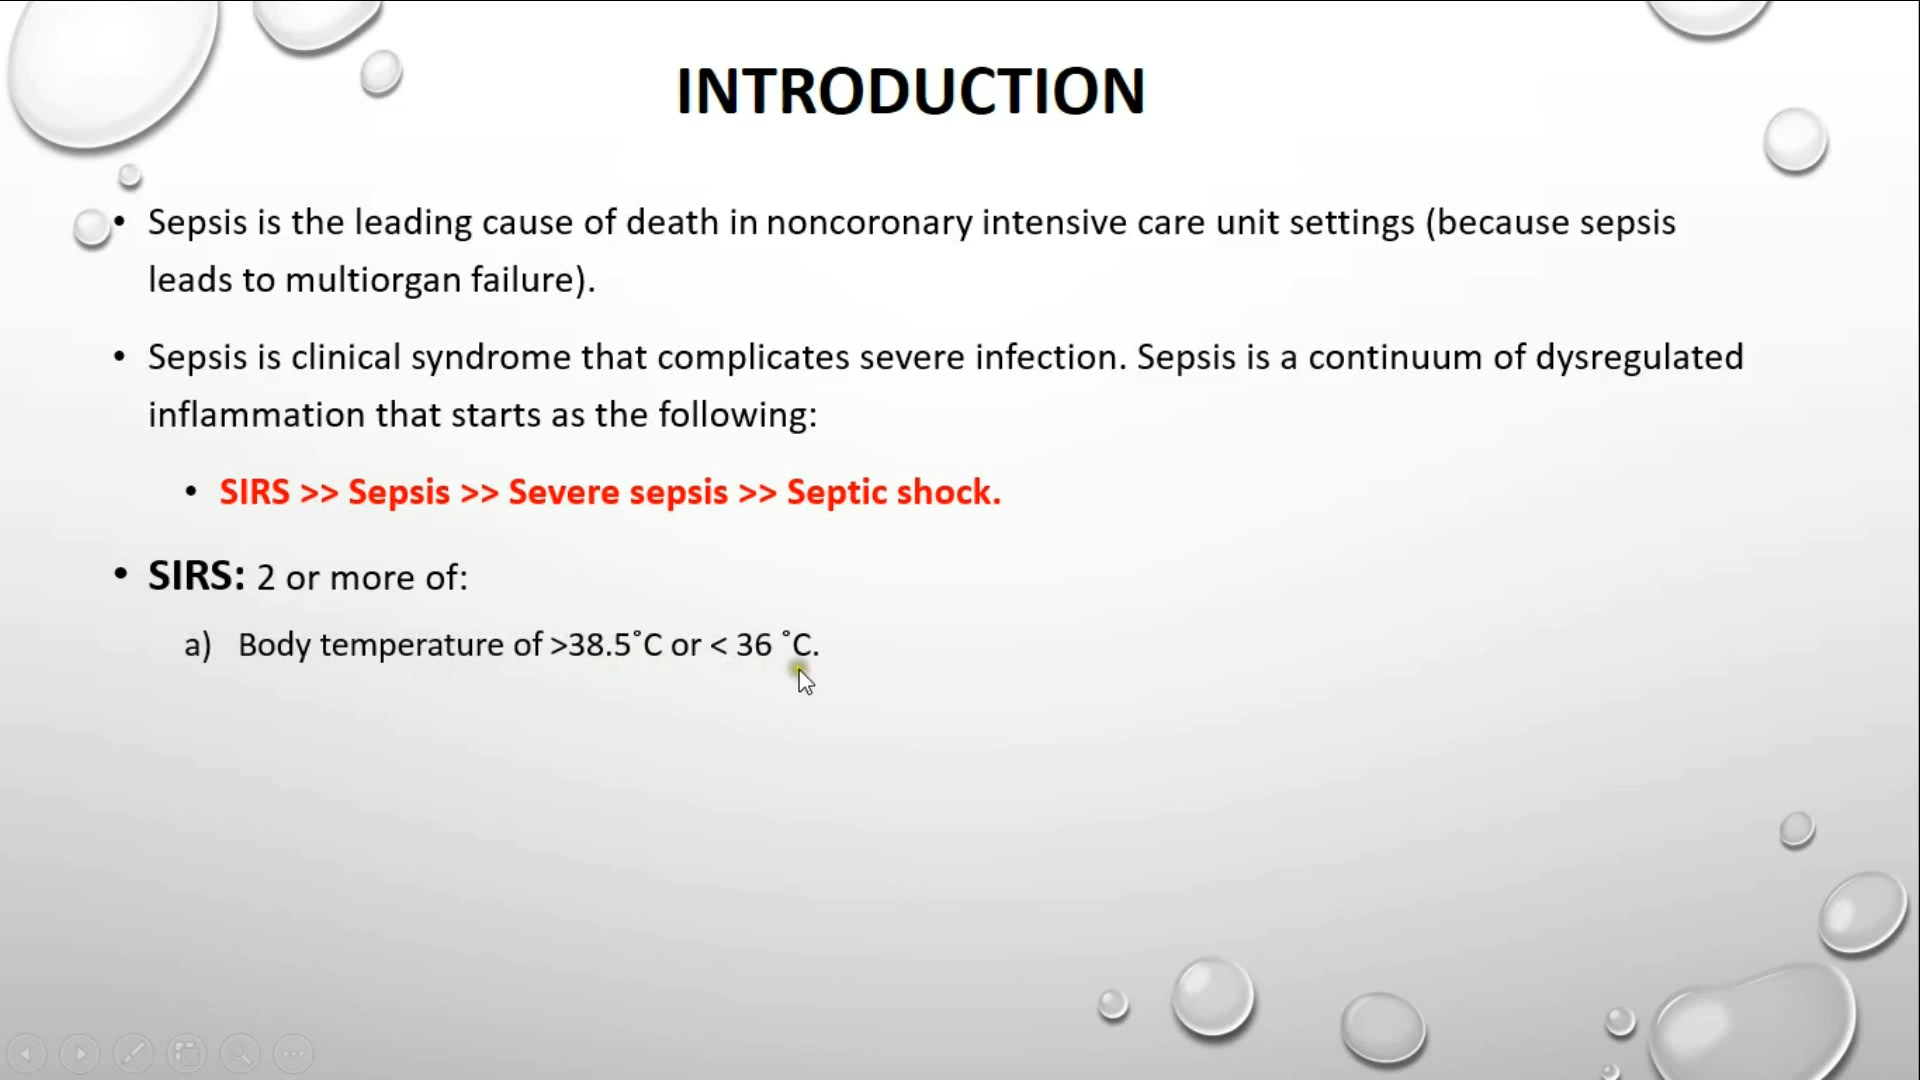 INTRODUCTION
• Sepsis is the leading cause of death in noncoronary intensive care unit settings (because sepsis
leads to multiorgan failure).
• Sepsis is clinical syndrome that complicates severe infection. Sepsis is a continuum of dysregulated
inflammation that starts as the following:
• SIRS >> Sepsis >> Severe sepsis >> Septic shock.
• SIRS: 2 or more of:
a) Body temperature of >38.5˚C or < 36 ˚C.